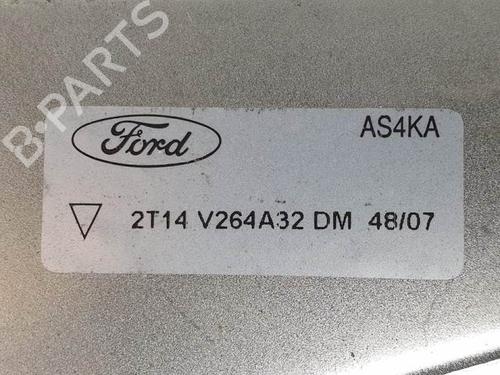 B-PARTS
Ford
AS4KA
2T14 V264A32 DM 48/07